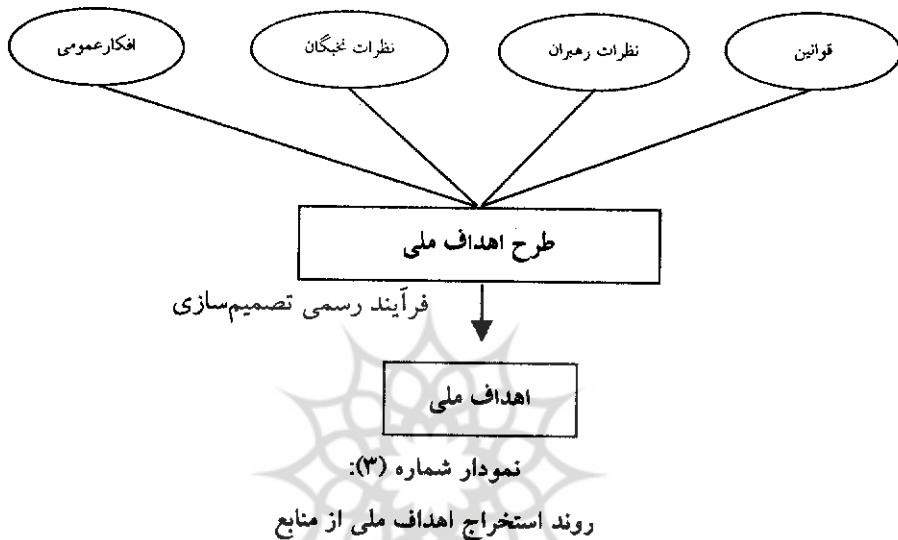 قوانین
نظرات رهبران
نظرات نخبگان
افکارعمومی
طرح اهداف ملی
فرآیند رسمی تصمیم‌سازی
اهداف ملی
نمودار شماره (۳):
روند استخراج اهداف ملی از منابع